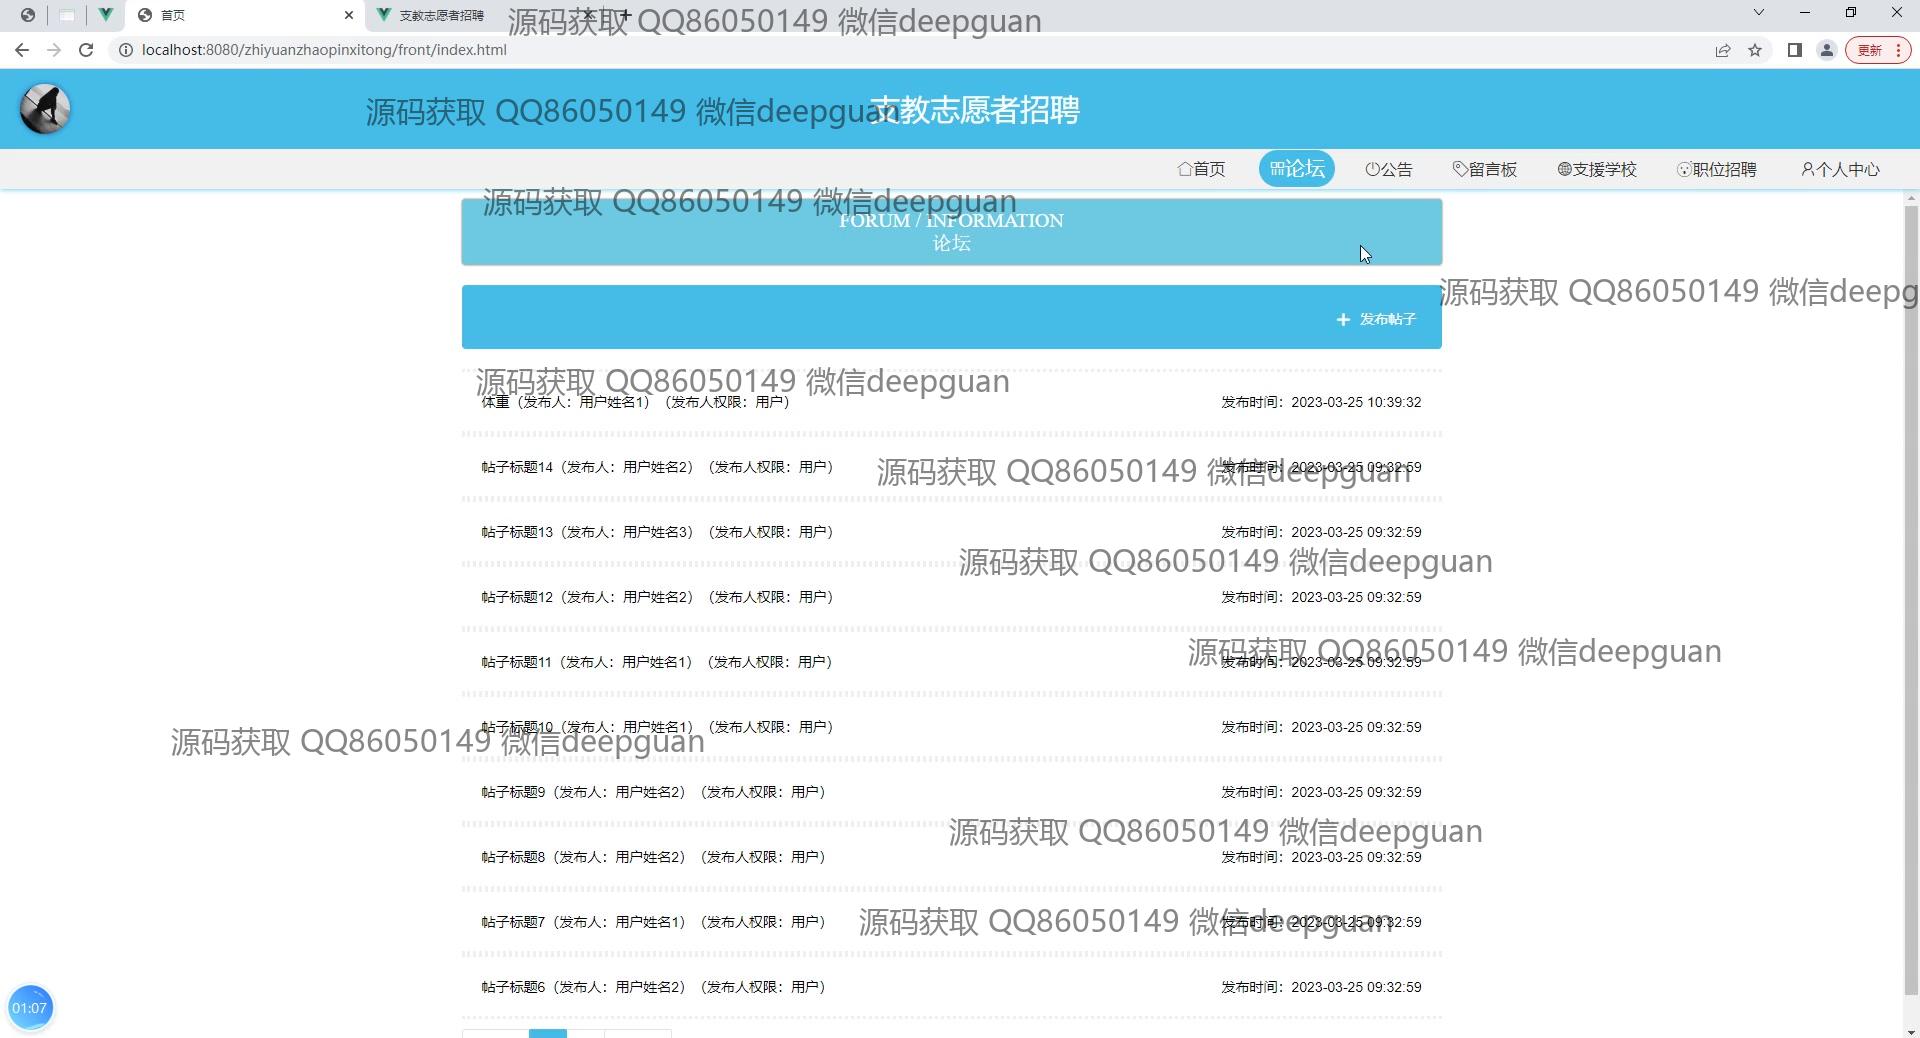 首页
支教志愿者招聘
源码获取 QQ86050149 微信deepguan
localhost:8080/zhiyuanzhaopinxitong/front/index.html
更新
源码获取 QQ86050149 微信deepguan
支教志愿者招聘
首页
论坛
公告
留言板
支援学校
职位招聘
个人中心
源码获取 QQ86050149 微信deepguan
FORUM / INFORMATION
论坛
源码获取 QQ86050149 微信deepg
发布帖子
源码获取 QQ86050149 微信deepguan
体重（发布人：用户姓名1）（发布人权限：用户） 发布时间：2023-03-25 10:39:32
帖子标题14（发布人：用户姓名2）（发布人权限：用户） 发布时间：2023-03-25 09:32:59
源码获取 QQ86050149 微信deepguan
帖子标题13（发布人：用户姓名3）（发布人权限：用户） 发布时间：2023-03-25 09:32:59
源码获取 QQ86050149 微信deepguan
帖子标题12（发布人：用户姓名2）（发布人权限：用户） 发布时间：2023-03-25 09:32:59
源码获取 QQ86050149 微信deepguan
帖子标题11（发布人：用户姓名1）（发布人权限：用户） 发布时间：2023-03-25 09:32:59
帖子标题10（发布人：用户姓名1）（发布人权限：用户） 发布时间：2023-03-25 09:32:59
源码获取 QQ86050149 微信deepguan
帖子标题9（发布人：用户姓名2）（发布人权限：用户） 发布时间：2023-03-25 09:32:59
源码获取 QQ86050149 微信deepguan
帖子标题8（发布人：用户姓名2）（发布人权限：用户） 发布时间：2023-03-25 09:32:59
帖子标题7（发布人：用户姓名1）（发布人权限：用户） 发布时间：2023-03-25 09:32:59
源码获取 QQ86050149 微信deepguan
帖子标题6（发布人：用户姓名2）（发布人权限：用户） 发布时间：2023-03-25 09:32:59
01:07